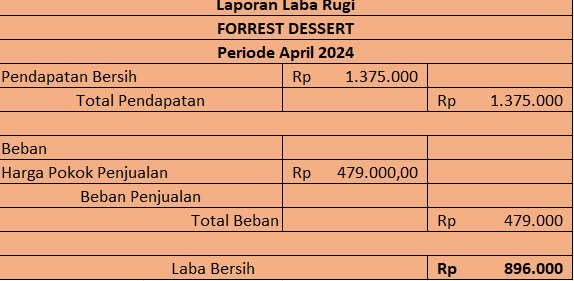 Laporan Laba Rugi
FORREST DESSERT
Periode April 2024
Pendapatan Bersih Rp 1.375.000
Total Pendapatan Rp 1.375.000
Beban
Harga Pokok Penjualan Rp 479.000,00
Beban Penjualan
Total Beban Rp 479.000
Laba Bersih Rp 896.000